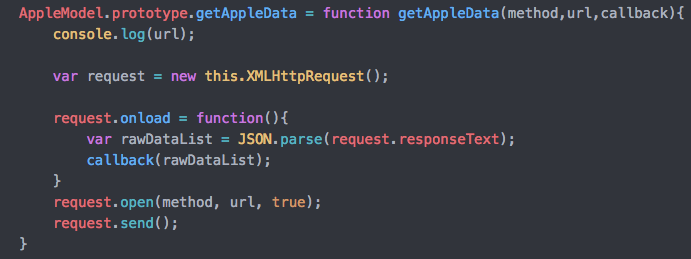 AppleModel.prototype.getAppleData = function getAppleData(method,url,callback){
    console.log(url);

    var request = new this.XMLHttpRequest();

    request.onload = function(){
        var rawDataList = JSON.parse(request.responseText);
        callback(rawDataList);
    }
    request.open(method, url, true);
    request.send();
}